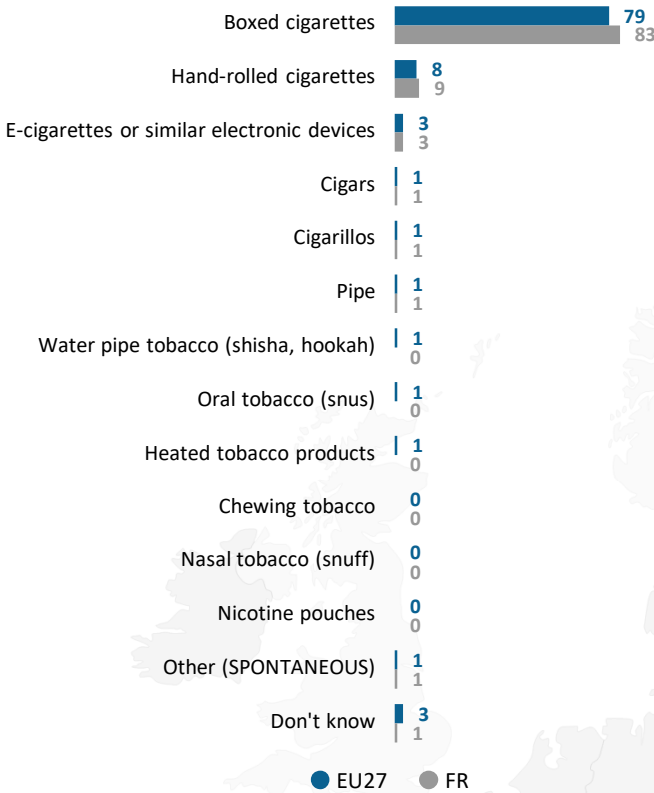 Boxed cigarettes 79
83
Hand-rolled cigarettes 8
9
E-cigarettes or similar electronic devices 3
3
Cigars 1
1
Cigarillos 1
1
Pipe 1
1
Water pipe tobacco (shisha, hookah) 1
0
Oral tobacco (snus) 1
0
Heated tobacco products 1
0
Chewing tobacco 0
0
Nasal tobacco (snuff) 0
0
Nicotine pouches 0
0
Other (SPONTANEOUS) 1
1
Don't know 3
1
EU27 FR